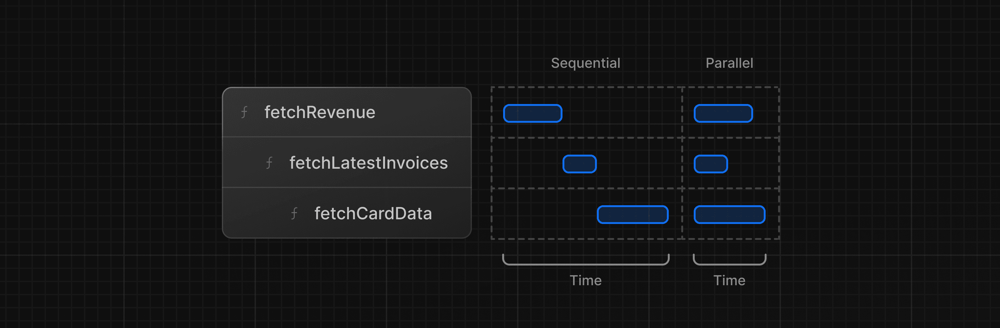 Sequential
Parallel
ƒ fetchRevenue
ƒ fetchLatestInvoices
ƒ fetchCardData
Time
Time